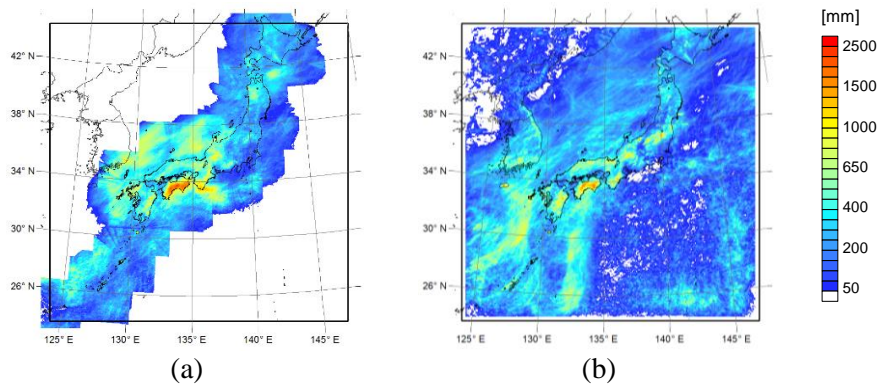 [mm]
42° N
38° N
34° N
30° N
26° N
125° E
130° E
135° E
140° E
145° E
(a)
42° N
38° N
34° N
30° N
26° N
125° E
130° E
135° E
140° E
145° E
(b)
2500
1500
1000
650
400
200
50